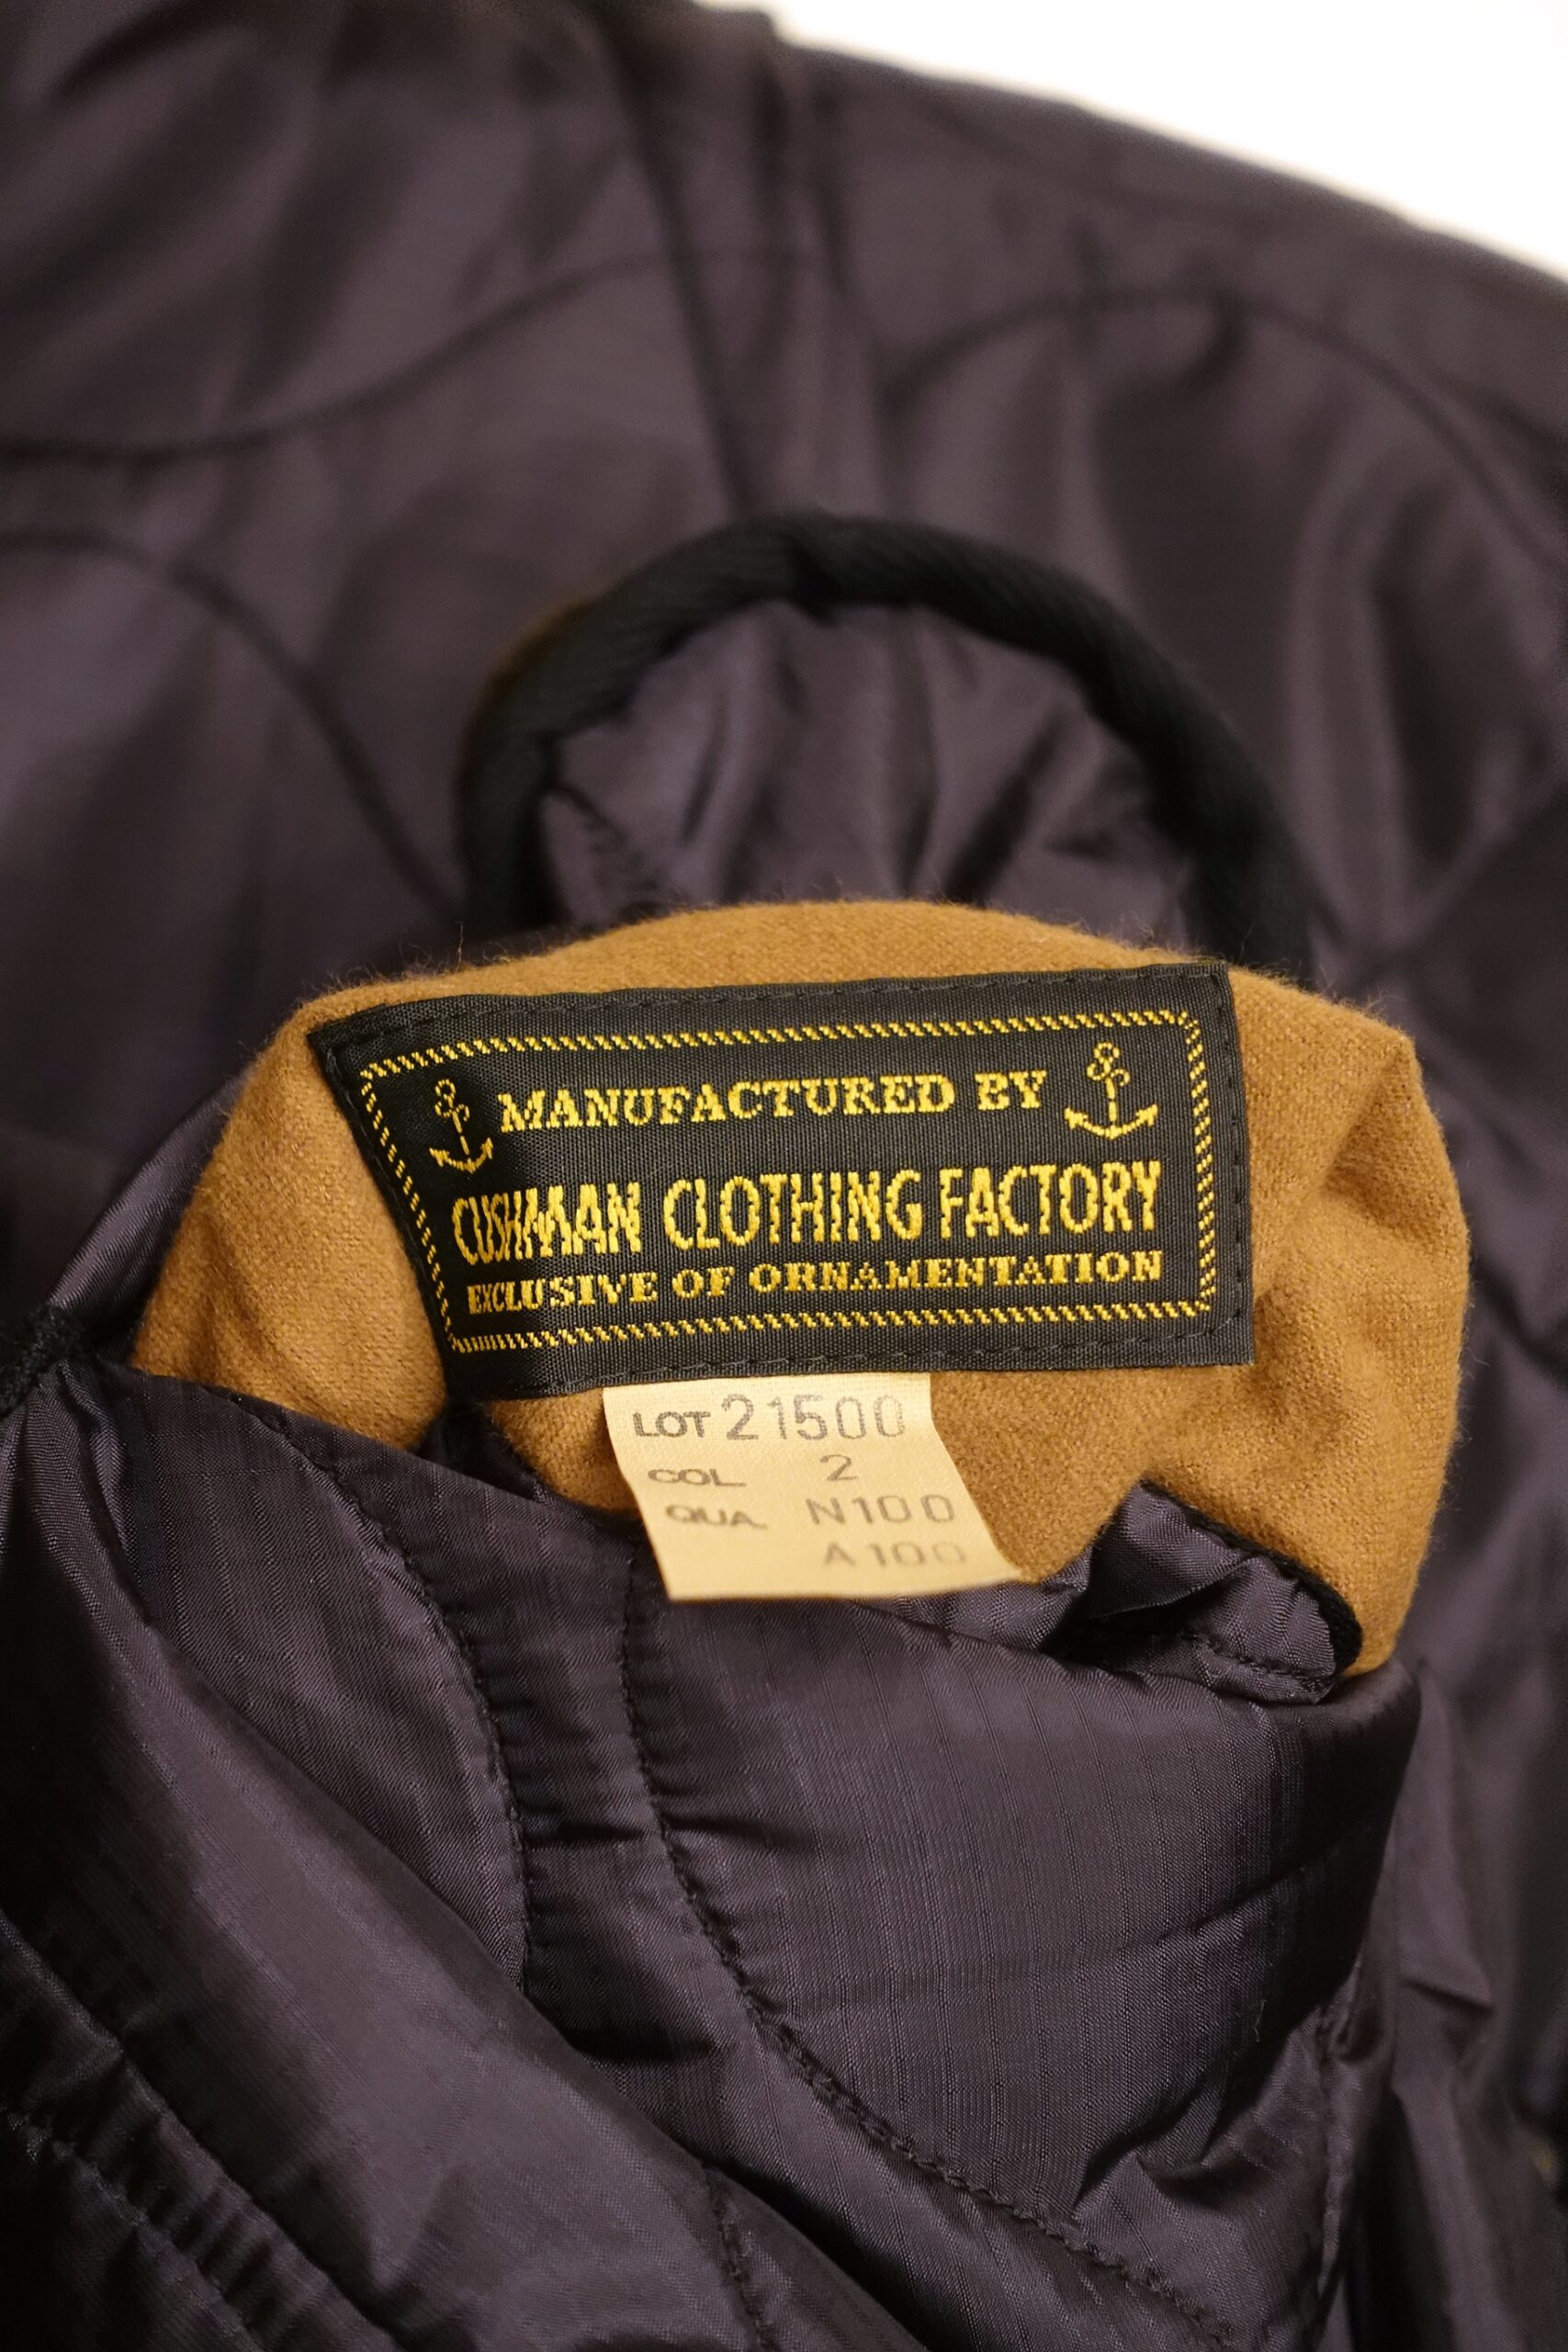 MANUFACTURED BY
CUSHMAN CLOTHING FACTORY
EXCLUSIVE OF ORNAMENTATION
LOT 21500
COL 2
QUA. N100
A100